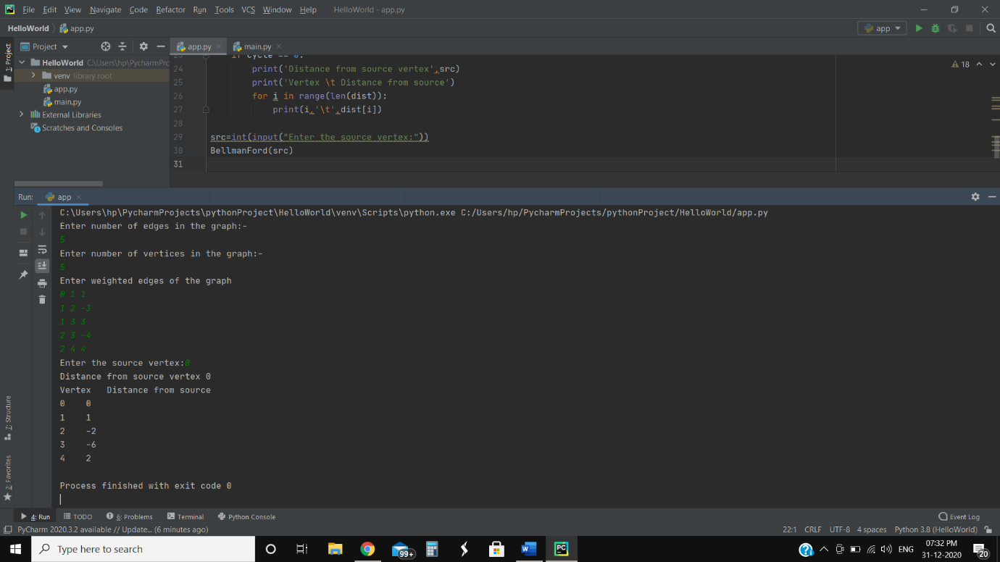 File Edit View Navigate Code Refactor Run Tools VCS Window Help HelloWorld - app.py
HelloWorld app.py app
1: Project
Project app.py main.py
HelloWorld C:\Users\hp\PycharmPrc
venv library root
app.py
main.py
External Libraries
Scratches and Consoles
18
24 print('Distance from source vertex',src)
25 print('Vertex \t Distance from source')
26 for i in range(len(dist)):
27 print(i,'\t',dist[i])
28
29 src=int(input("Enter the source vertex:"))
30 BellmanFord(src)
31
Run: app
C:\Users\hp\PycharmProjects\pythonProject\HelloWorld\venv\Scripts\python.exe C:/Users/hp/PycharmProjects/pythonProject/HelloWorld/app.py
Enter number of edges in the graph:-
5
Enter number of vertices in the graph:-
5
Enter weighted edges of the graph
0 1 1
1 2 -3
1 3 3
2 3 -4
2 4 4
Enter the source vertex:0
Distance from source vertex 0
Vertex Distance from source
0 0
1 1
2 -2
3 -6
4 2
Process finished with exit code 0
7: Structure
2: Favorites
4: Run TODO 6: Problems Terminal Python Console Event Log
PyCharm 2020.3.2 available // Update... (6 minutes ago) 22:1 CRLF UTF-8 4 spaces Python 3.8 (HelloWorld)
Type here to search 99+ ENG 07:32 PM
31-12-2020 20